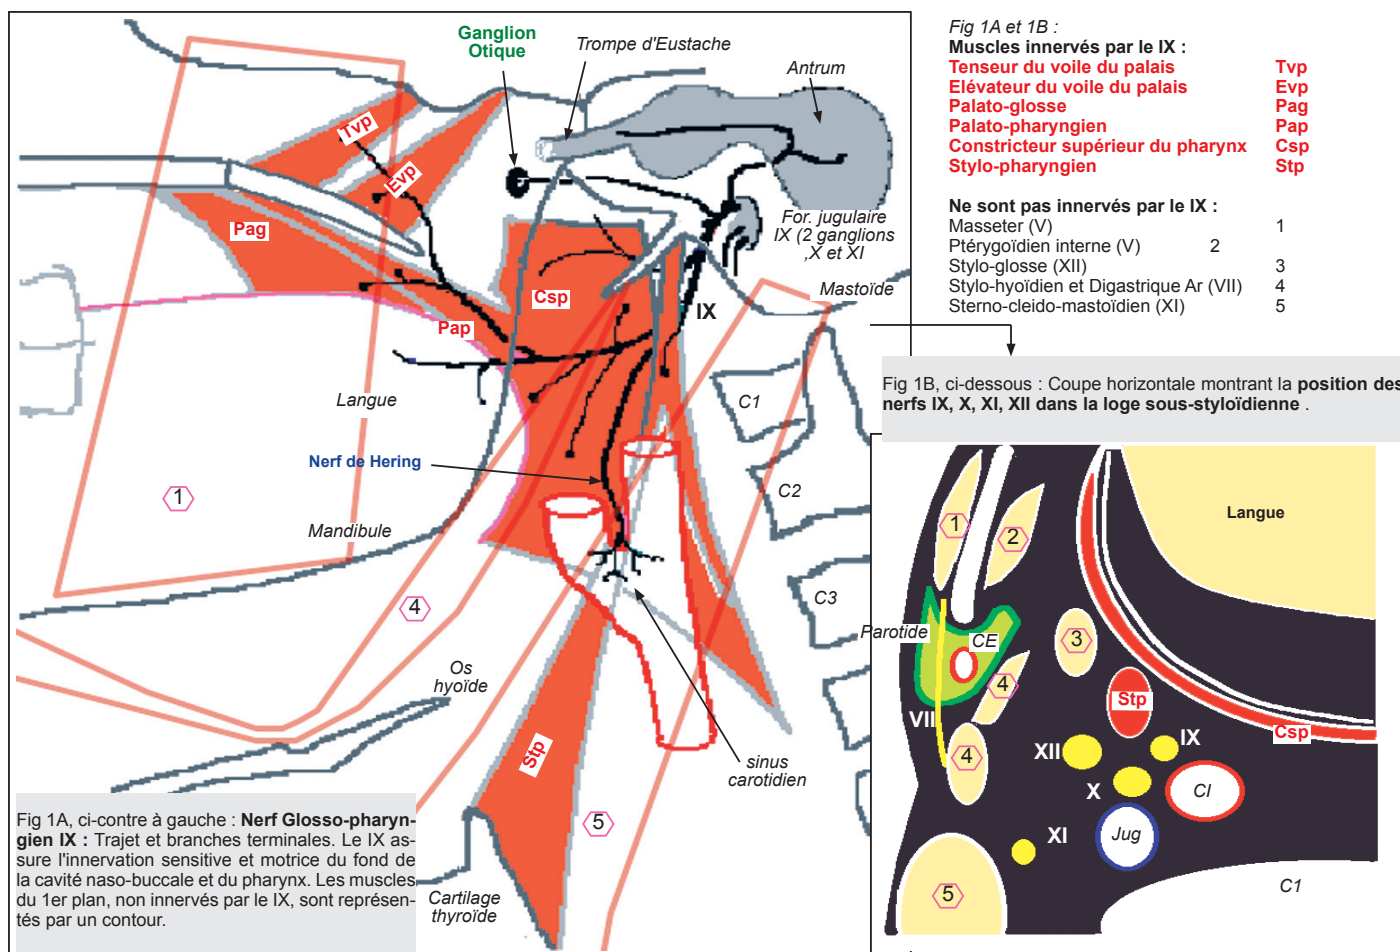 Ganglion
Otique
Trompe d'Eustache
Antrum
Tvp
Evp
Pag
For. jugulaire
IX (2 ganglions
,X et XI
Mastoïde
Csp
IX
Pap
Langue
C1
Nerf de Hering
1
C2
Mandibule
4
C3
Os
hyoïde
Stp
sinus
carotidien
5
Cartilage
thyroïde
Fig 1A, ci-contre à gauche : Nerf Glosso-pharyn-
gien IX : Trajet et branches terminales. Le IX as-
sure l'innervation sensitive et motrice du fond de
la cavité naso-buccale et du pharynx. Les muscles
du 1er plan, non innervés par le IX, sont représen-
tés par un contour.
Fig 1A et 1B :
Muscles innervés par le IX :
Tenseur du voile du palais Tvp
Elévateur du voile du palais Evp
Palato-glosse Pag
Palato-pharyngien Pap
Constricteur supérieur du pharynx Csp
Stylo-pharyngien Stp
Ne sont pas innervés par le IX :
Masseter (V) 1
Ptérygoïdien interne (V) 2
Stylo-glosse (XII) 3
Stylo-hyoïdien et Digastrique Ar (VII) 4
Sterno-cleido-mastoïdien (XI) 5
Fig 1B, ci-dessous : Coupe horizontale montrant la position des
nerfs IX, X, XI, XII dans la loge sous-styloïdienne .
1
2
Langue
Parotide
CE
3
4
Stp
VII
Csp
4
XII
IX
X
CI
Jug
XI
5
C1